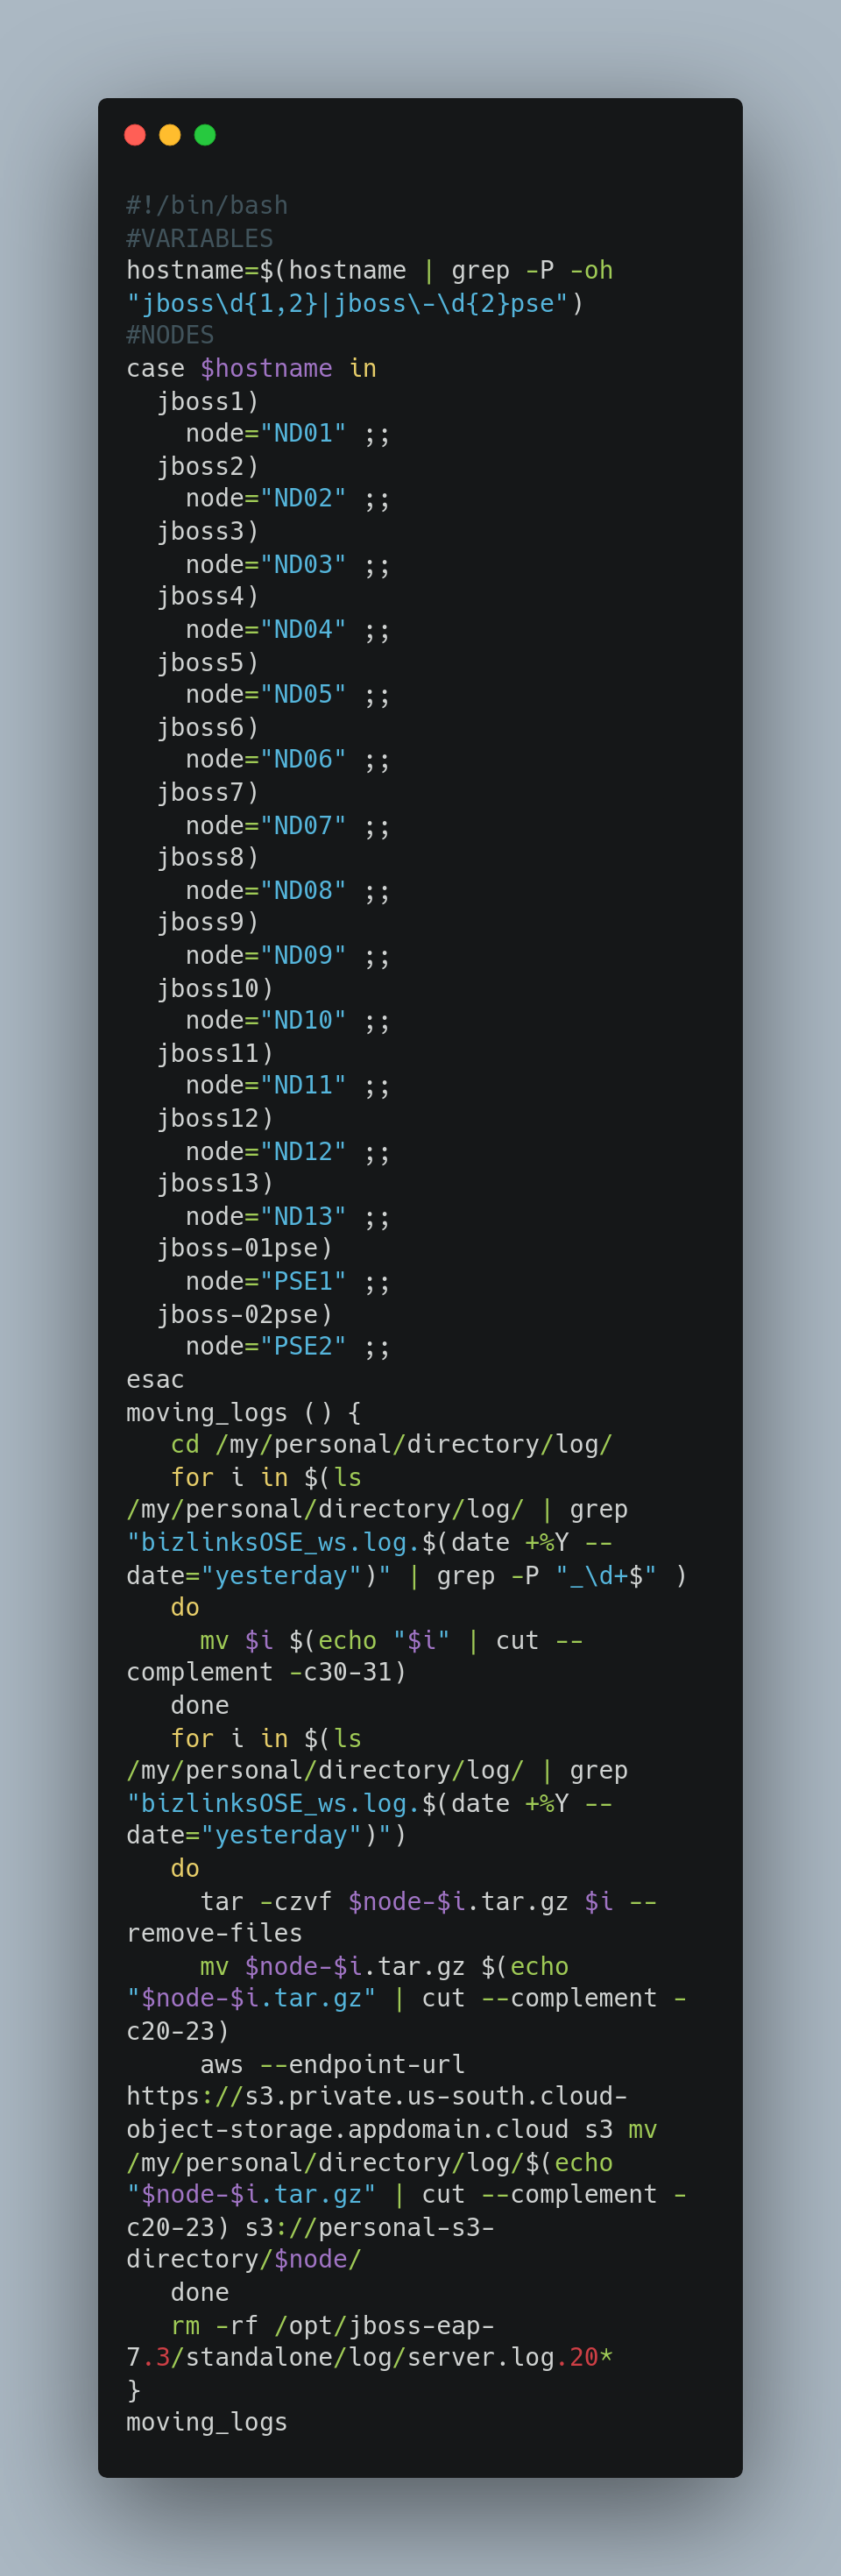 #!/bin/bash
#VARIABLES
hostname=$(hostname | grep -P -oh
"jboss\d{1,2}|jboss\-\d{2}pse")
#NODES
case $hostname in
  jboss1)
    node="ND01" ;;
  jboss2)
    node="ND02" ;;
  jboss3)
    node="ND03" ;;
  jboss4)
    node="ND04" ;;
  jboss5)
    node="ND05" ;;
  jboss6)
    node="ND06" ;;
  jboss7)
    node="ND07" ;;
  jboss8)
    node="ND08" ;;
  jboss9)
    node="ND09" ;;
  jboss10)
    node="ND10" ;;
  jboss11)
    node="ND11" ;;
  jboss12)
    node="ND12" ;;
  jboss13)
    node="ND13" ;;
  jboss-01pse)
    node="PSE1" ;;
  jboss-02pse)
    node="PSE2" ;;
esac
moving_logs () {
   cd /my/personal/directory/log/
   for i in $(ls
/my/personal/directory/log/ | grep
"bizlinksOSE_ws.log.$(date +%Y --
date="yesterday")" | grep -P "_\d+$" )
   do
     mv $i $(echo "$i" | cut --
complement -c30-31)
   done
   for i in $(ls
/my/personal/directory/log/ | grep
"bizlinksOSE_ws.log.$(date +%Y --
date="yesterday")")
   do
     tar -czvf $node-$i.tar.gz $i --
remove-files
     mv $node-$i.tar.gz $(echo
"$node-$i.tar.gz" | cut --complement -
c20-23)
     aws --endpoint-url
https://s3.private.us-south.cloud-
object-storage.appdomain.cloud s3 mv
/my/personal/directory/log/$(echo
"$node-$i.tar.gz" | cut --complement -
c20-23) s3://personal-s3-
directory/$node/
   done
   rm -rf /opt/jboss-eap-
7.3/standalone/log/server.log.20*
}
moving_logs